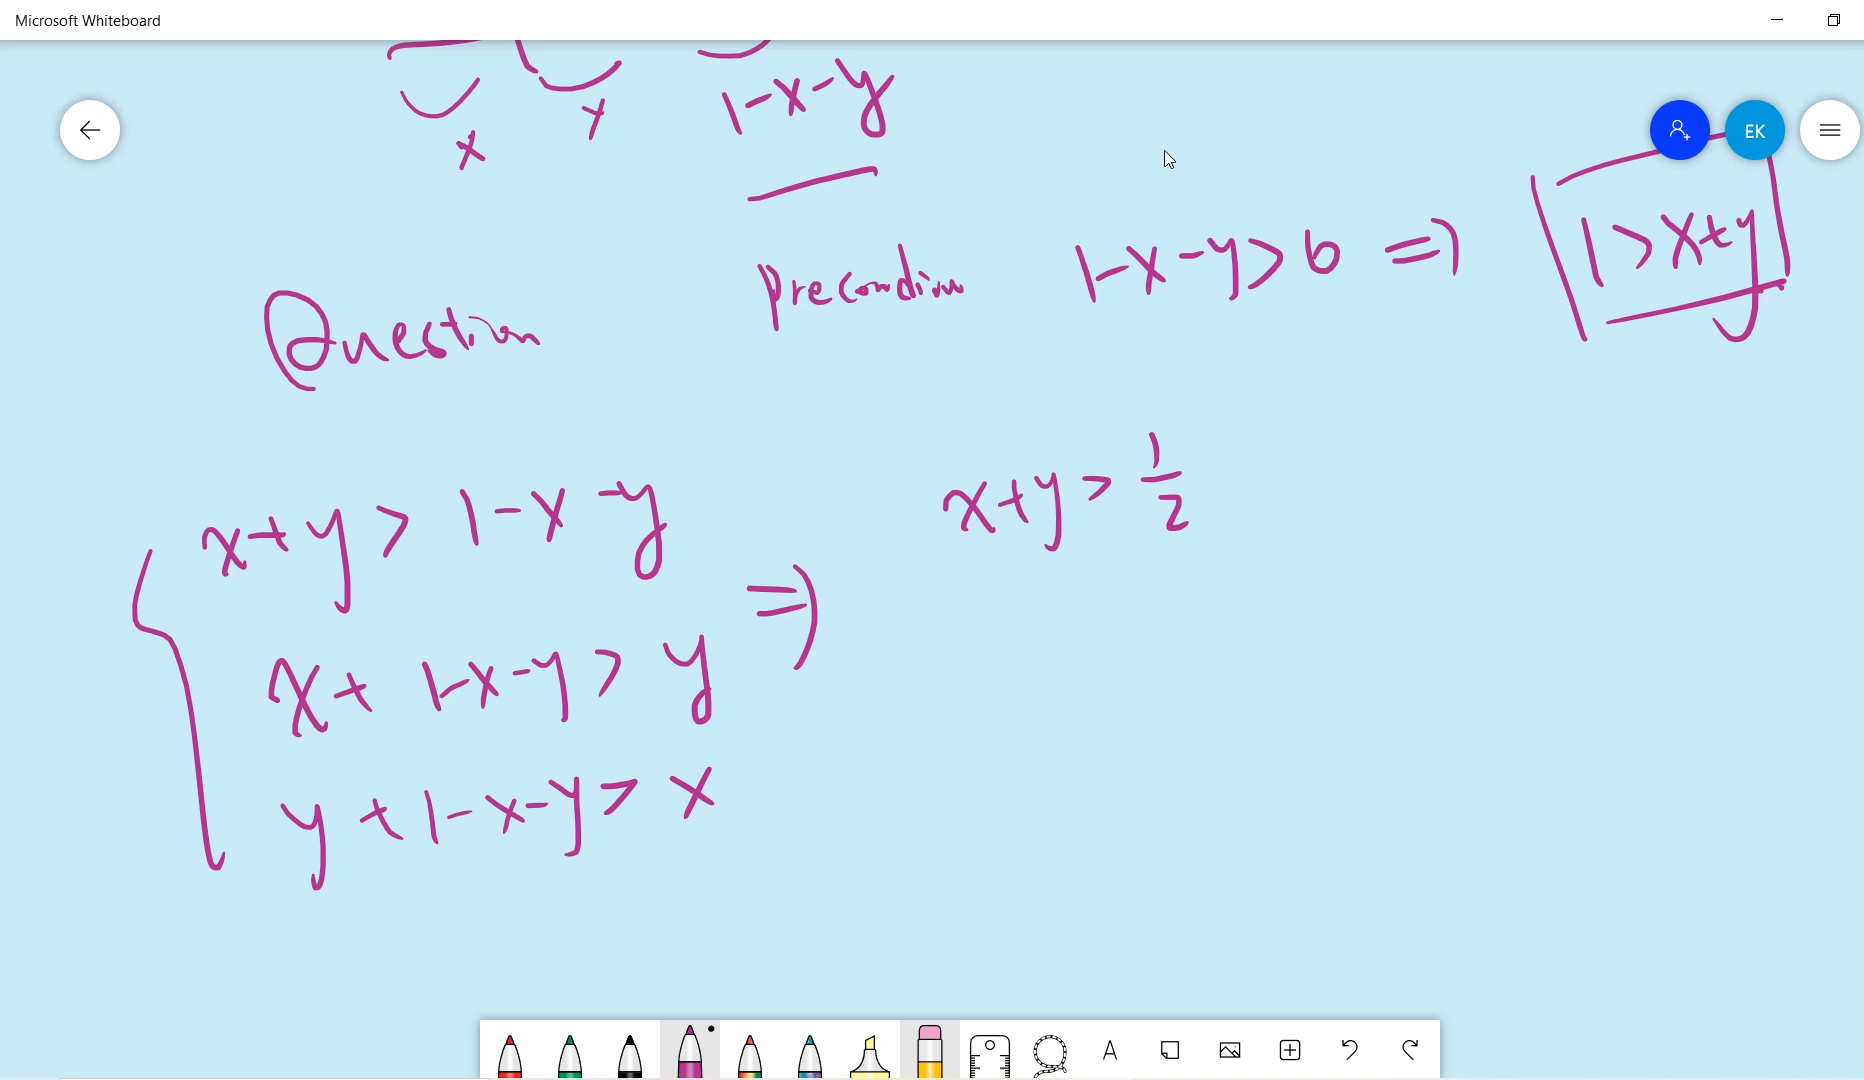 Microsoft Whiteboard
1-x-y
y
x
EK
Precondition 1-x-y>0 => 1>x+y
Question
x+y > 1-x-y => x+y > 1/2
x + 1-x-y > y
y + 1-x-y > x
A